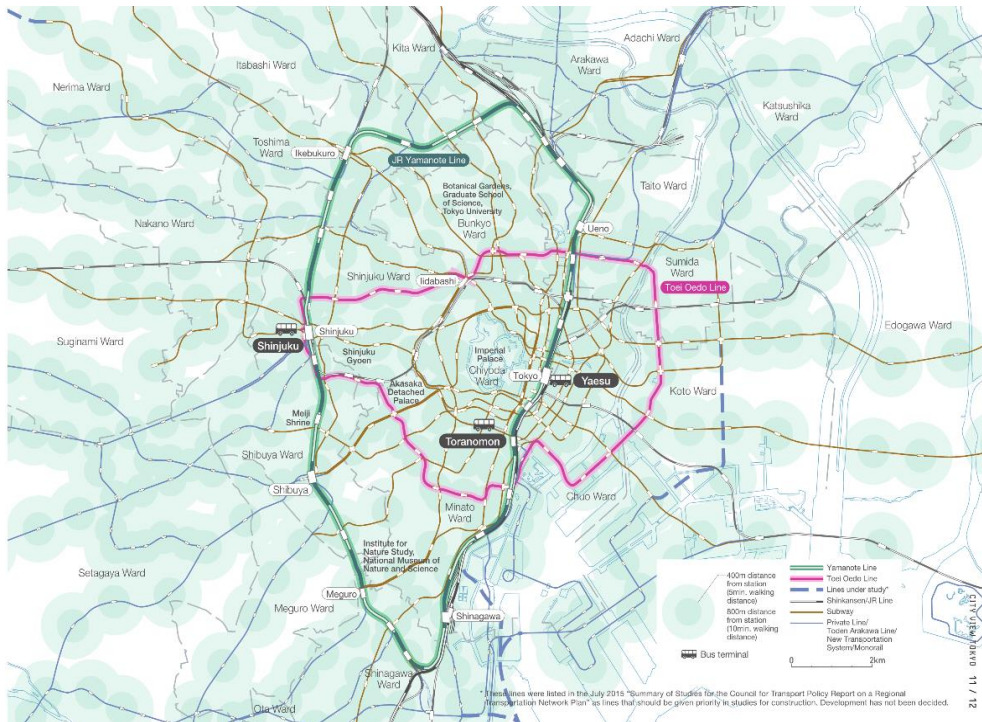 Kita Ward
Adachi Ward
Arakawa
Ward
Itabashi Ward
Nerima Ward
Katsushika
Ward
Toshima
Ward
Ikebukuro
JR Yamanote Line
Taito Ward
Botanical Gardens,
Graduate School
of Science,
Tokyo University
Bunkyo
Ward
Nakano Ward
Ueno
Shinjuku Ward
Iidabashi
Sumida
Ward
Toei Oedo Line
Edogawa Ward
Suginami Ward
Shinjuku
Shinjuku
Shinjuku
Gyoen
Imperial
Palace
Chiyoda
Ward
Tokyo
Yaesu
Akasaka
Detached
Palace
Koto Ward
Meiji
Shrine
Toranomon
Shibuya Ward
Shibuya
Chuo Ward
Minato
Ward
Institute for
Nature Study,
National Museum of
Nature and Science
Setagaya Ward
Meguro
Meguro Ward
Shinagawa
Shinagawa
Ward
Ota Ward
400m distance
from station
(5min. walking
distance)
800m distance
from station
(10min. walking
distance)
Bus terminal
Yamanote Line
Toei Oedo Line
Lines under study*
Shinkansen/JR Line
Subway
Private Line/
Toden Arakawa Line/
New Transportation
System/Monorail
0 2km
* These lines were listed in the July 2015 "Summary of Studies for the Council for Transport Policy Report on a Regional
Transportation Network Plan" as lines that should be given priority in studies for construction. Development has not been decided.
CITY VIEW TOKYO 11 / 12